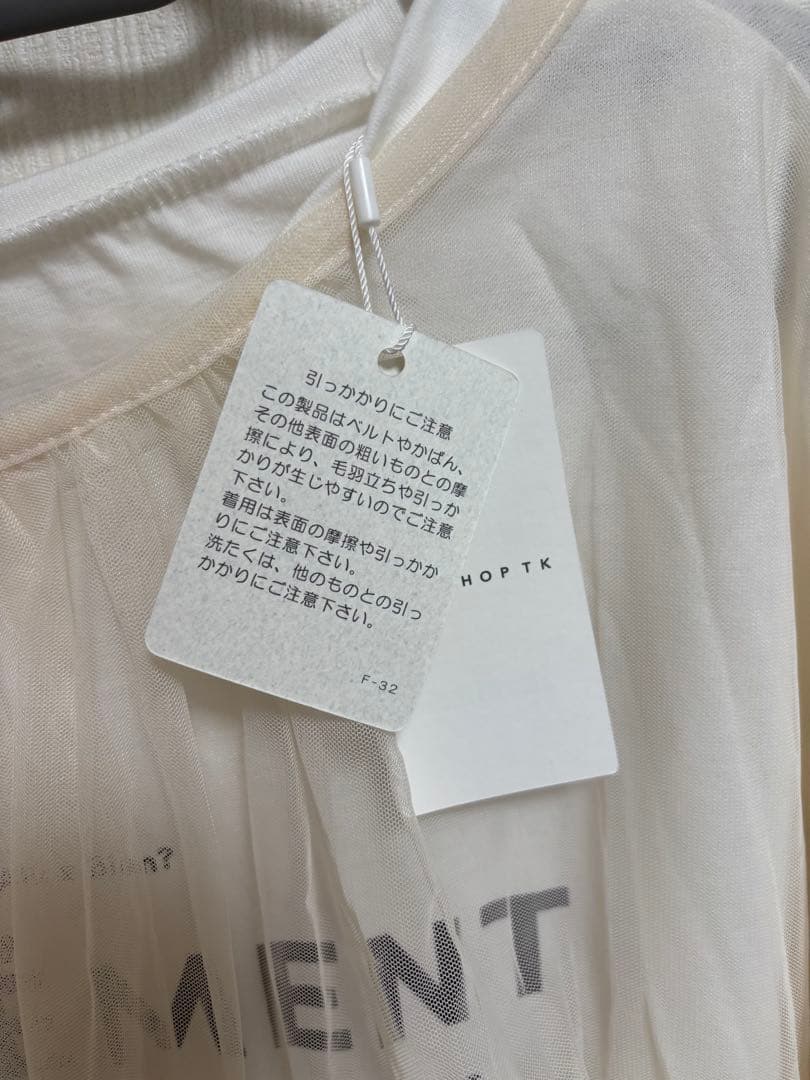 引っかかりにご注意
この製品はベルトやかばん、
その他表面の粗いものとの摩
擦により、毛羽立ちや引っか
かりが生じやすいのでご注意
下さい。
着用は表面の摩擦や引っかか
りにご注意下さい。
洗たくは、他のものとの引っ
かかりにご注意下さい。
F-32
HOP TK
MENT